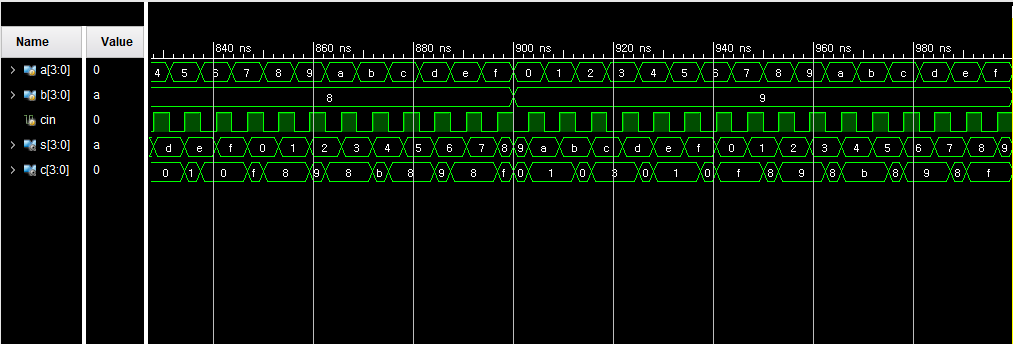 Name Value 840 ns 860 ns 880 ns 900 ns 920 ns 940 ns 960 ns 980 ns
a[3:0] 0 4 5 6 7 8 9 a b c d e f 0 1 2 3 4 5 6 7 8 9 a b c d e f
b[3:0] a 8 9
cin 0
s[3:0] a d e f 0 1 2 3 4 5 6 7 8 9 a b c d e f 0 1 2 3 4 5 6 7 8 9
c[3:0] 0 0 1 0 f 8 9 8 b 8 9 8 f 0 1 0 3 0 1 0 f 8 9 8 b 8 9 8 f